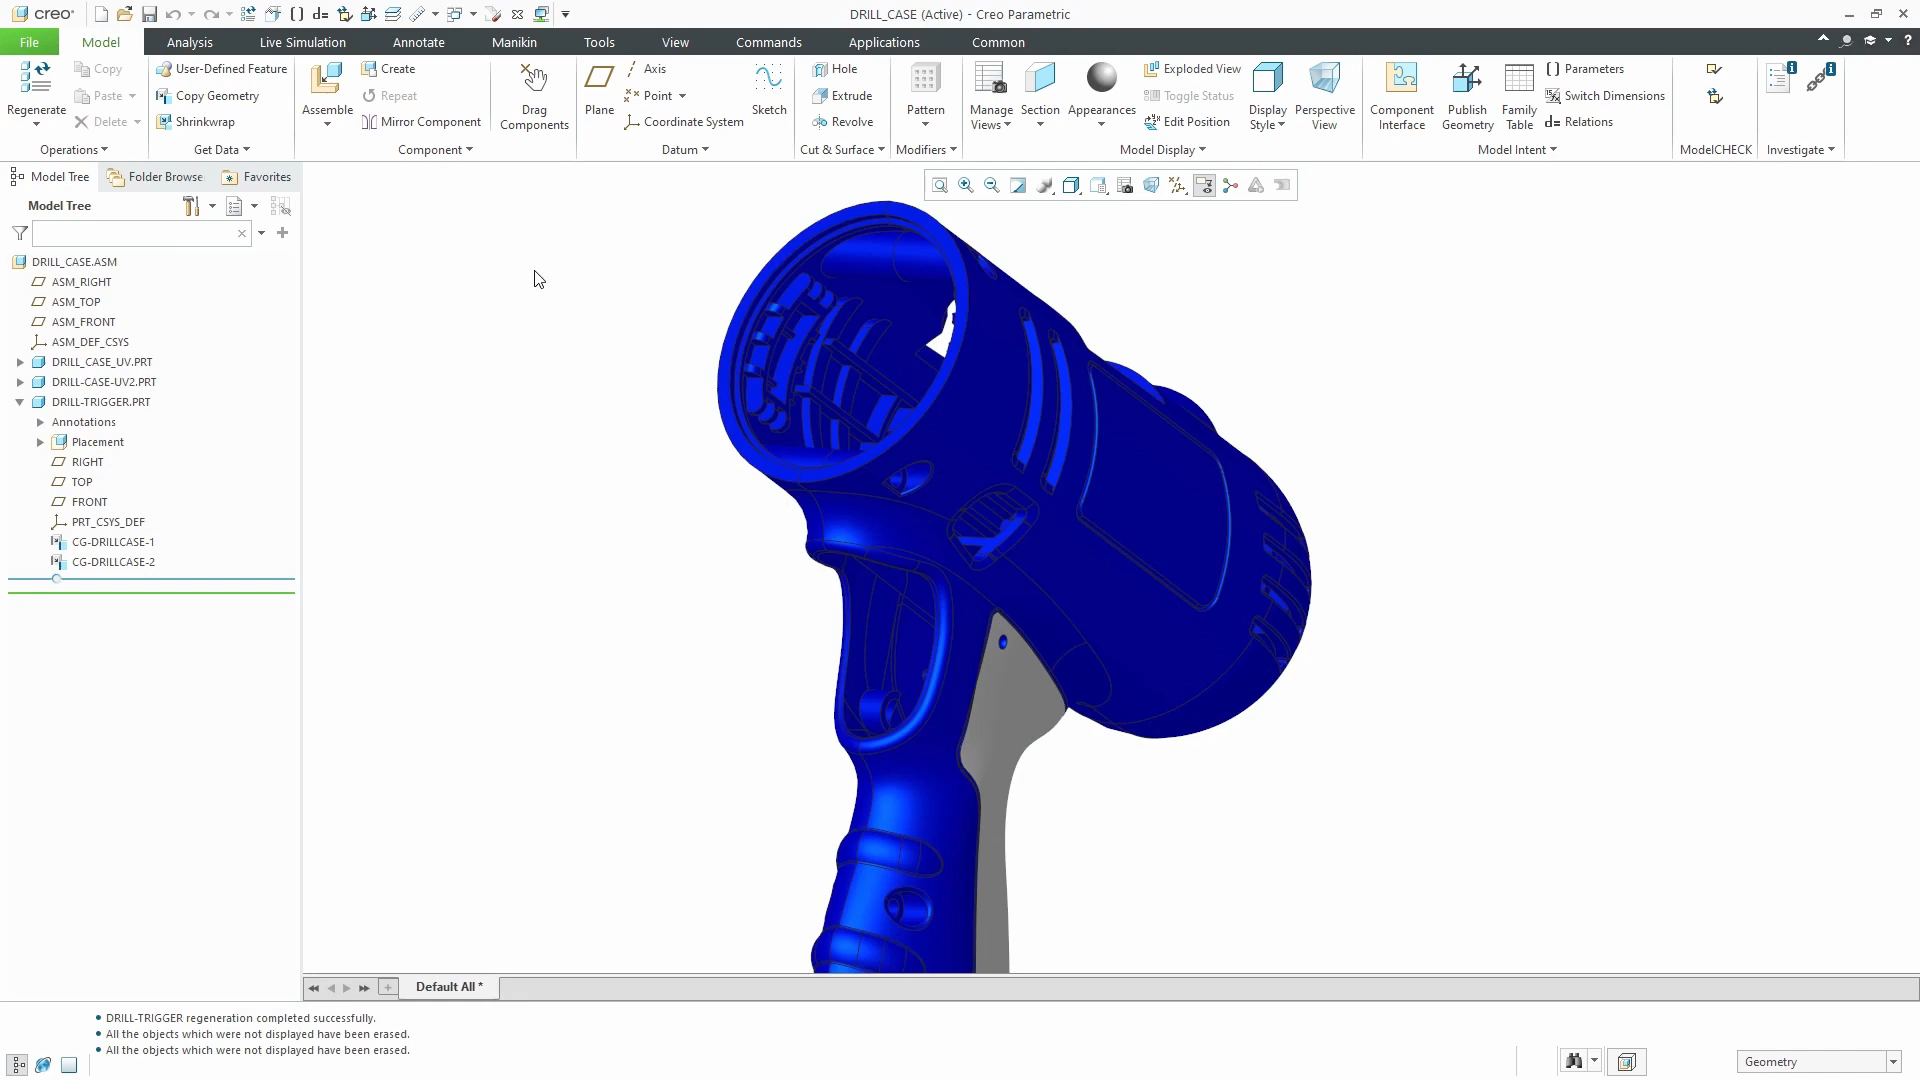 creo
DRILL_CASE (Active) - Creo Parametric
File
Model
Analysis
Live Simulation
Annotate
Manikin
Tools
View
Commands
Applications
Common
Regenerate
Copy
Paste
Delete
Operations
User-Defined Feature
Copy Geometry
Shrinkwrap
Get Data
Assemble
Create
Repeat
Mirror Component
Drag
Components
Component
Plane
Axis
Point
Coordinate System
Sketch
Datum
Hole
Extrude
Revolve
Cut & Surface
Pattern
Modifiers
Manage
Views
Section
Appearances
Exploded View
Toggle Status
Edit Position
Display
Style
Perspective
View
Model Display
Component
Interface
Publish
Geometry
Family
Table
Parameters
Switch Dimensions
d= Relations
Model Intent
ModelCHECK
Investigate
Model Tree
Folder Browse
Favorites
Model Tree
DRILL_CASE.ASM
ASM_RIGHT
ASM_TOP
ASM_FRONT
ASM_DEF_CSYS
DRILL_CASE_UV.PRT
DRILL-CASE-UV2.PRT
DRILL-TRIGGER.PRT
Annotations
Placement
RIGHT
TOP
FRONT
PRT_CSYS_DEF
CG-DRILLCASE-1
CG-DRILLCASE-2
Default All *
• DRILL-TRIGGER regeneration completed successfully.
• All the objects which were not displayed have been erased.
• All the objects which were not displayed have been erased.
Geometry